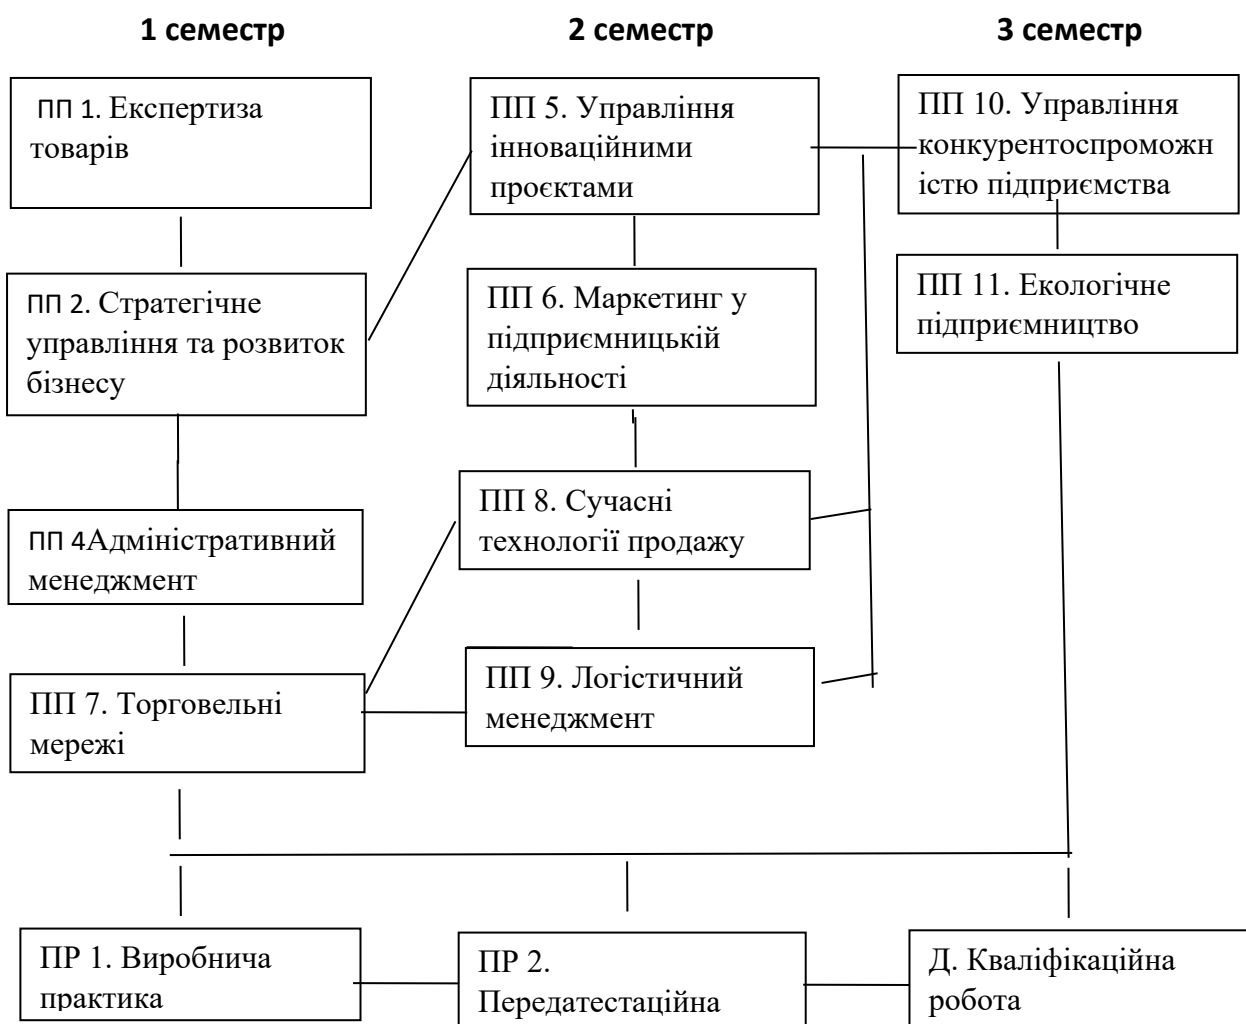 1 семестр
2 семестр
3 семестр
ПП 1. Експертиза
товарів
ПП 2. Стратегічне
управління та розвиток
бізнесу
ПП 4Адміністративний
менеджмент
ПП 7. Торговельні
мережі
ПП 5. Управління
інноваційними
проєктами
ПП 6. Маркетинг у
підприємницькій
діяльності
ПП 8. Сучасні
технології продажу
ПП 9. Логістичний
менеджмент
ПП 10. Управління
конкурентоспроможн
істю підприємства
ПП 11. Екологічне
підприємництво
ПР 1. Виробнича
практика
ПР 2.
Передатестаційна
Д. Кваліфікаційна
робота